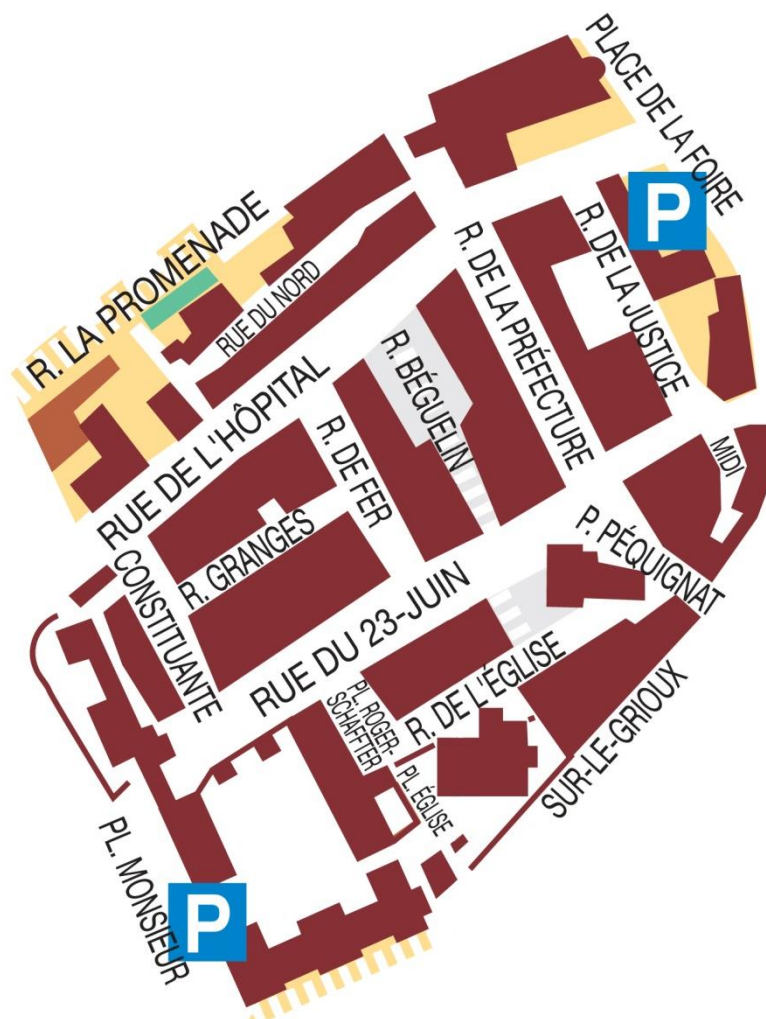 PLACE DE LA FOIRE
P
R. LA PROMENADE
RUE DU NORD
R. DE LA PRÉFECTURE
R. DE LA JUSTICE
RUE DE L'HÔPITAL
R. BÉGUELIN
R. DE FER
MIDI
R. GRANGES
CONSTITUANTE
P. PÉQUIGNAT
RUE DU 23-JUIN
R. DE L'ÉGLISE
PL. ROGER-
SCHAFFTER
PL. ÉGLISE
SUR-LE-GRIOUX
PL. MONSIEUR
P